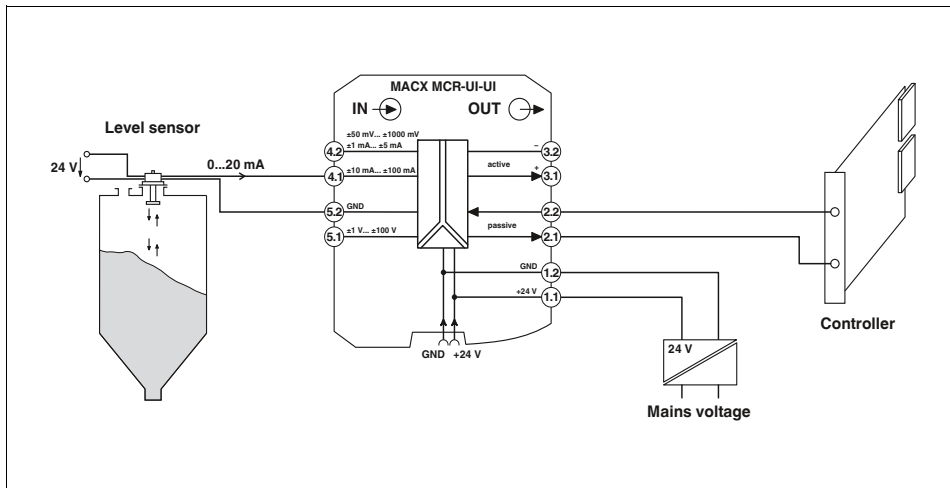 MACX MCR-UI-UI
IN
OUT
Level sensor
24 V
0...20 mA
±50 mV... ±1000 mV
±1 mA... ±5 mA
±10 mA... ±100 mA
GND
±1 V... ±100 V
4.2
4.1
5.2
5.1
–
active
+
passive
3.2
3.1
2.2
2.1
GND
1.2
+24 V
1.1
GND
+24 V
24 V
Mains voltage
Controller